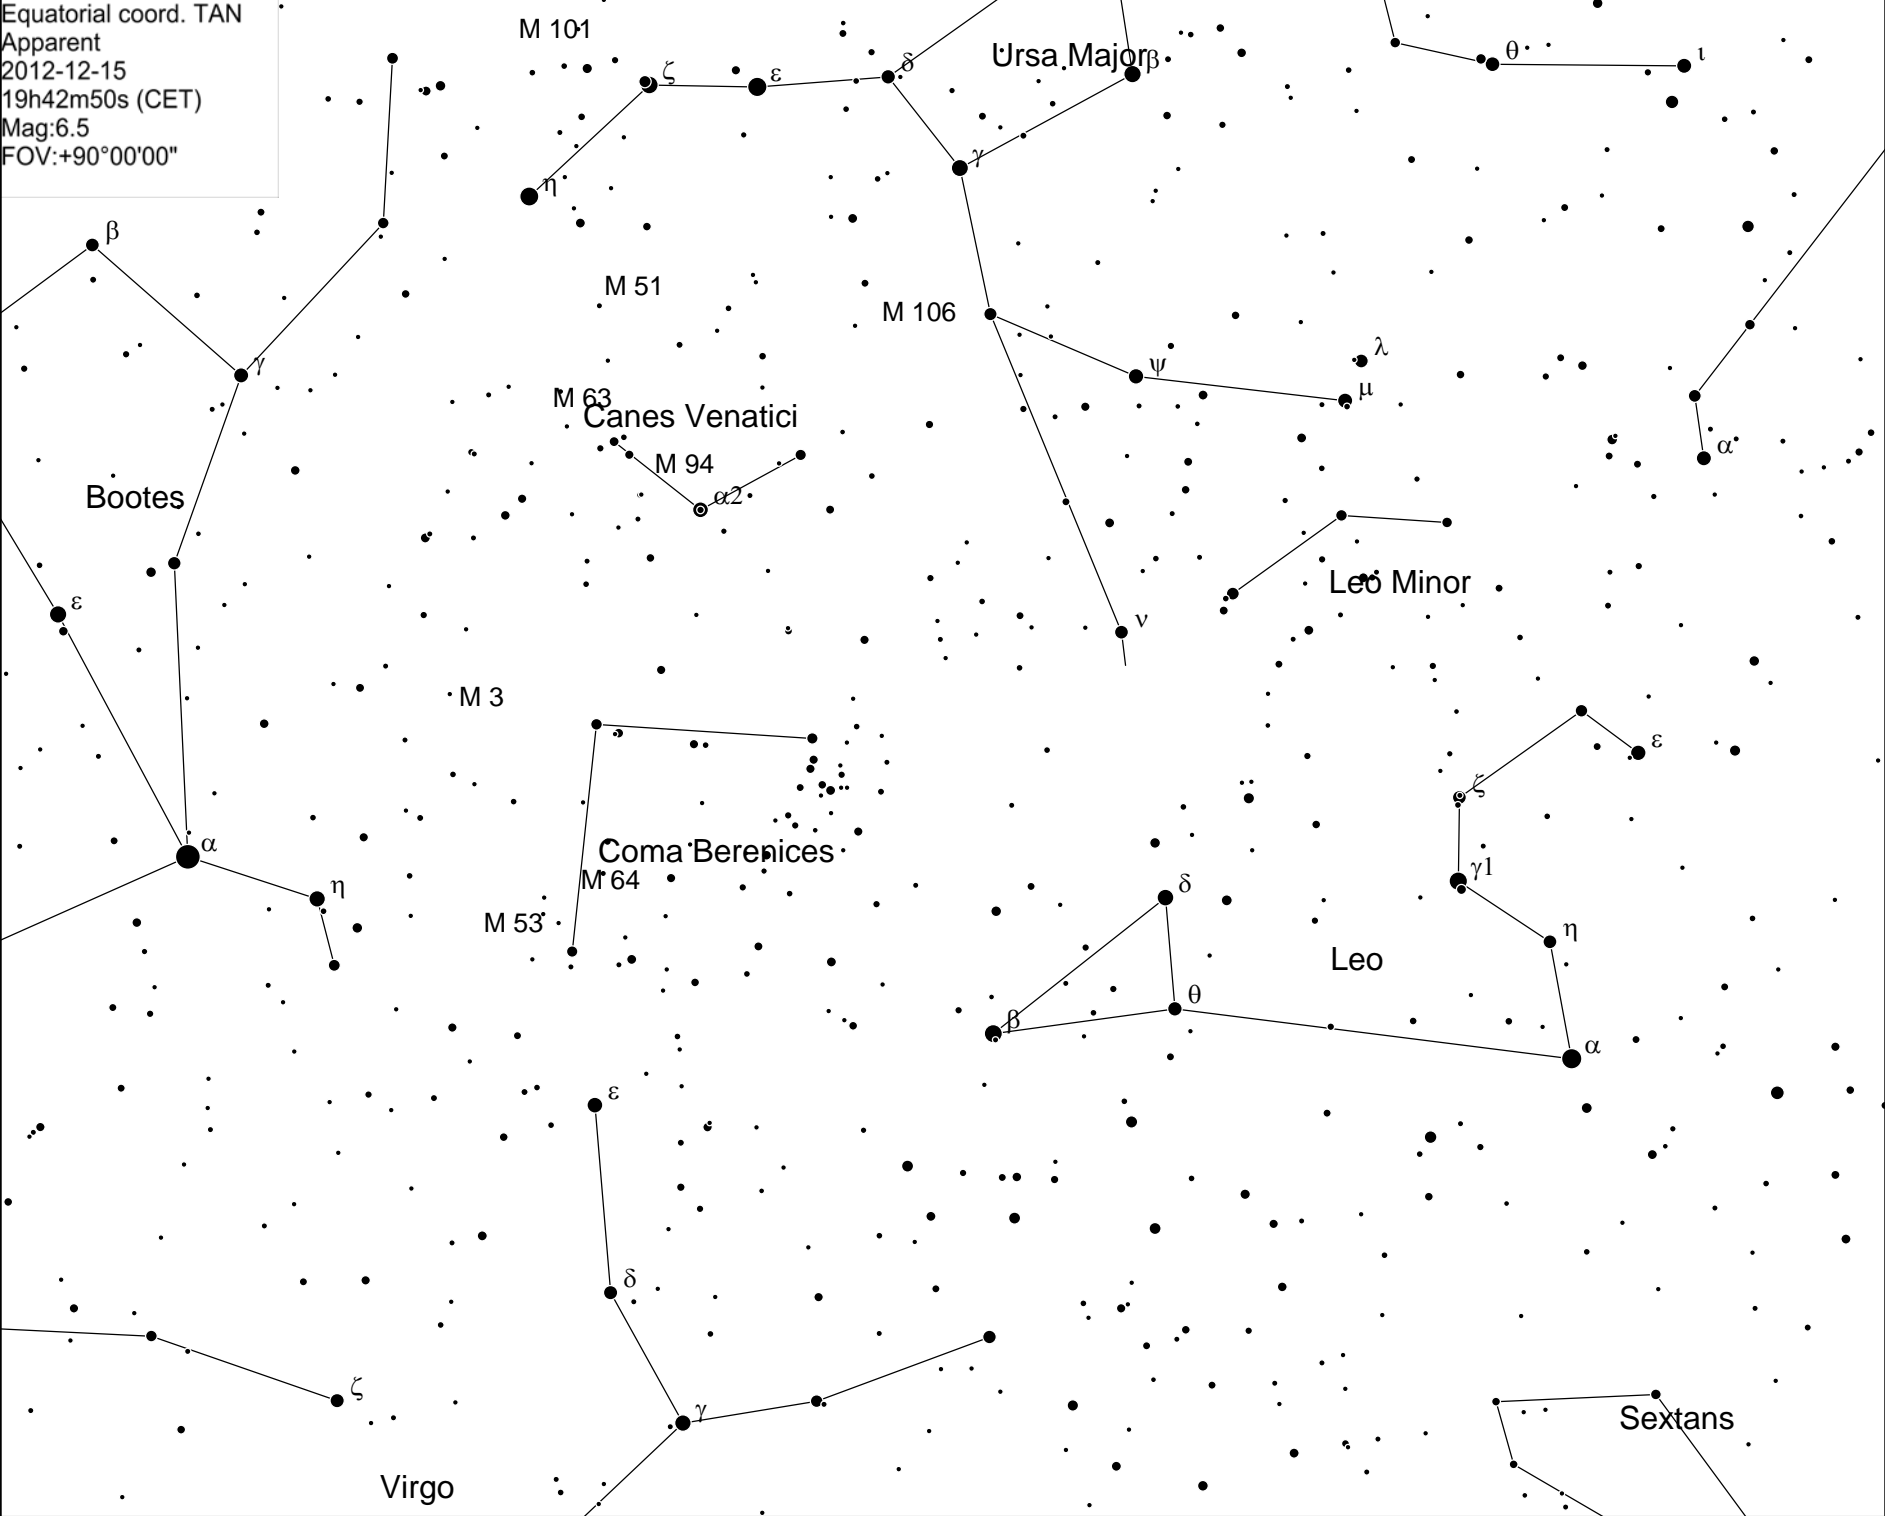 Equatorial coord. TAN
Apparent
2012-12-15
19h42m50s (CET)
Mag:6.5
FOV:+90°00'00"
M 101
ζ
ε
δ
Ursa Major
β
θ
ι
γ
η
β
M 51
M 106
γ
ψ
λ
μ
M 63
Canes Venatici
M 94
α2
α
Bootes
Leo Minor
ε
ν
M 3
ε
ζ
α
Coma Berenices
M 64
γ1
η
δ
M 53
η
Leo
θ
β
α
ε
δ
ζ
γ
Sextans
Virgo